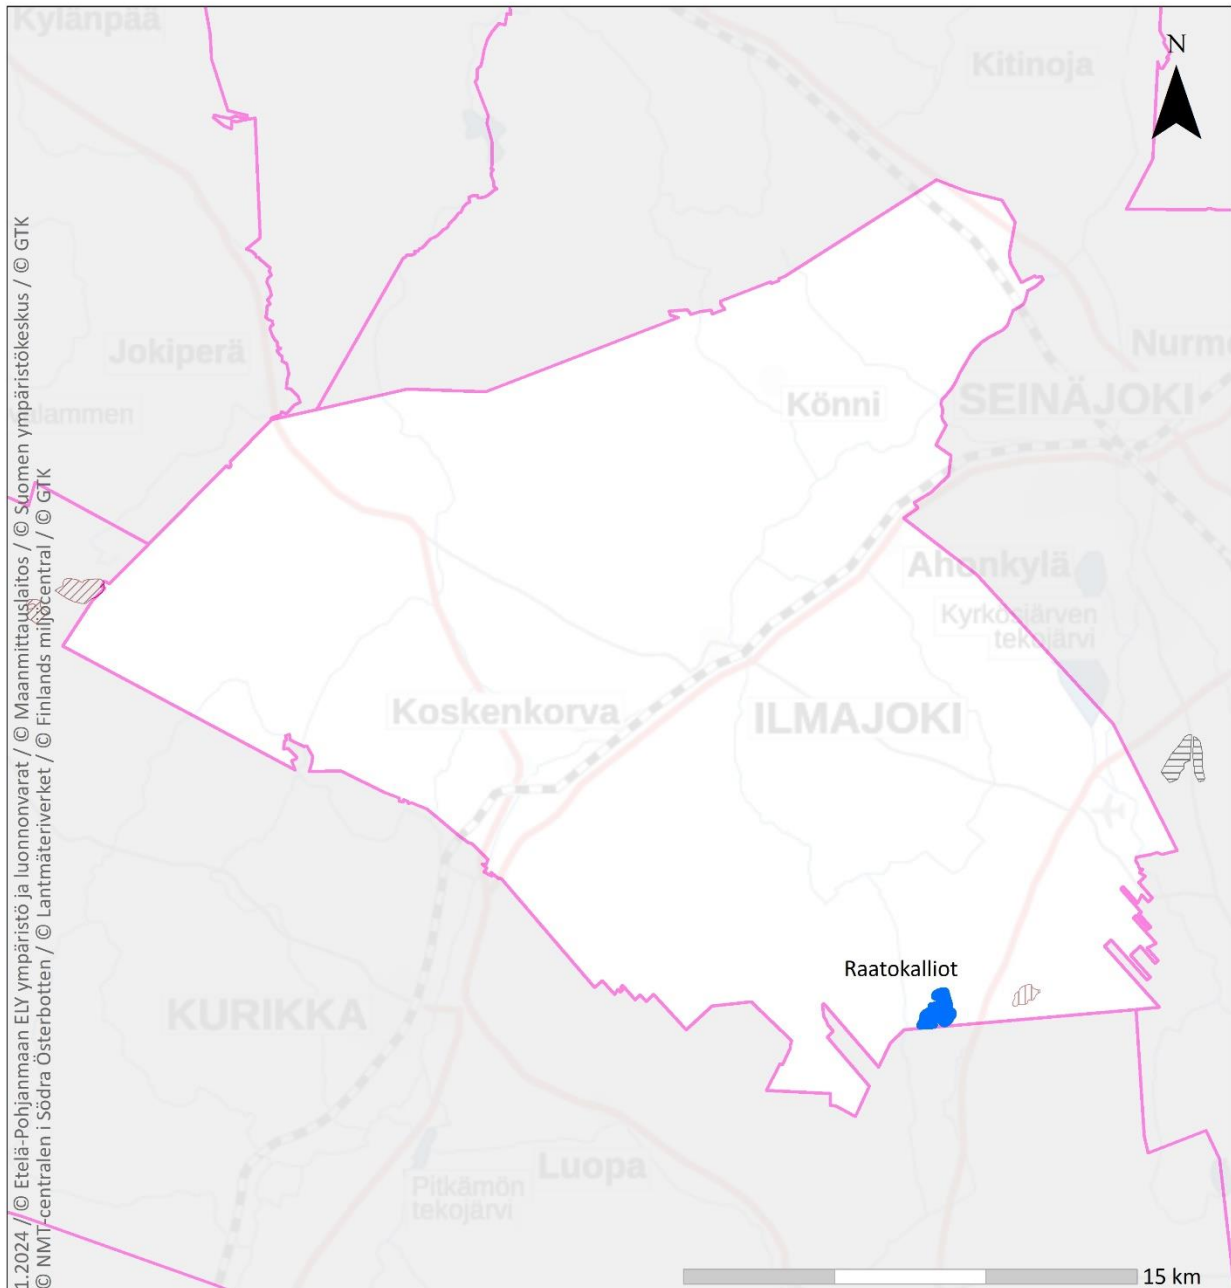 Kylänpää
Kitinoja
N
Jokiperä
Könni
SEINÄJOKI
Ahonkylä
Kyrkösjärven
tekojärvi
Koskenkorva
ILMAJOKI
Raatokalliot
KURIKKA
Luopa
Pitkämön
tekojärvi
15 km
1.2024 / © Etelä-Pohjanmaan ELY ympäristö ja luonnonvarat / © Maanmittauslaitos / © Suomen ympäristökeskus / © GTK
© NMT-centralen i Södra Österbotten / © Lantmäteriverket / © Finlands miljöcentral / © GTK